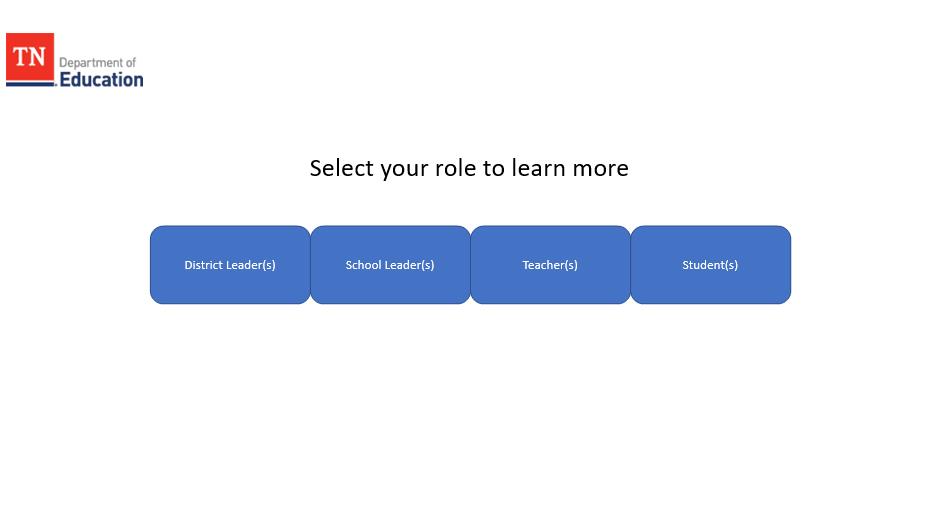 TN
Department of
Education
Select your role to learn more
District Leader(s)
School Leader(s)
Teacher(s)
Student(s)